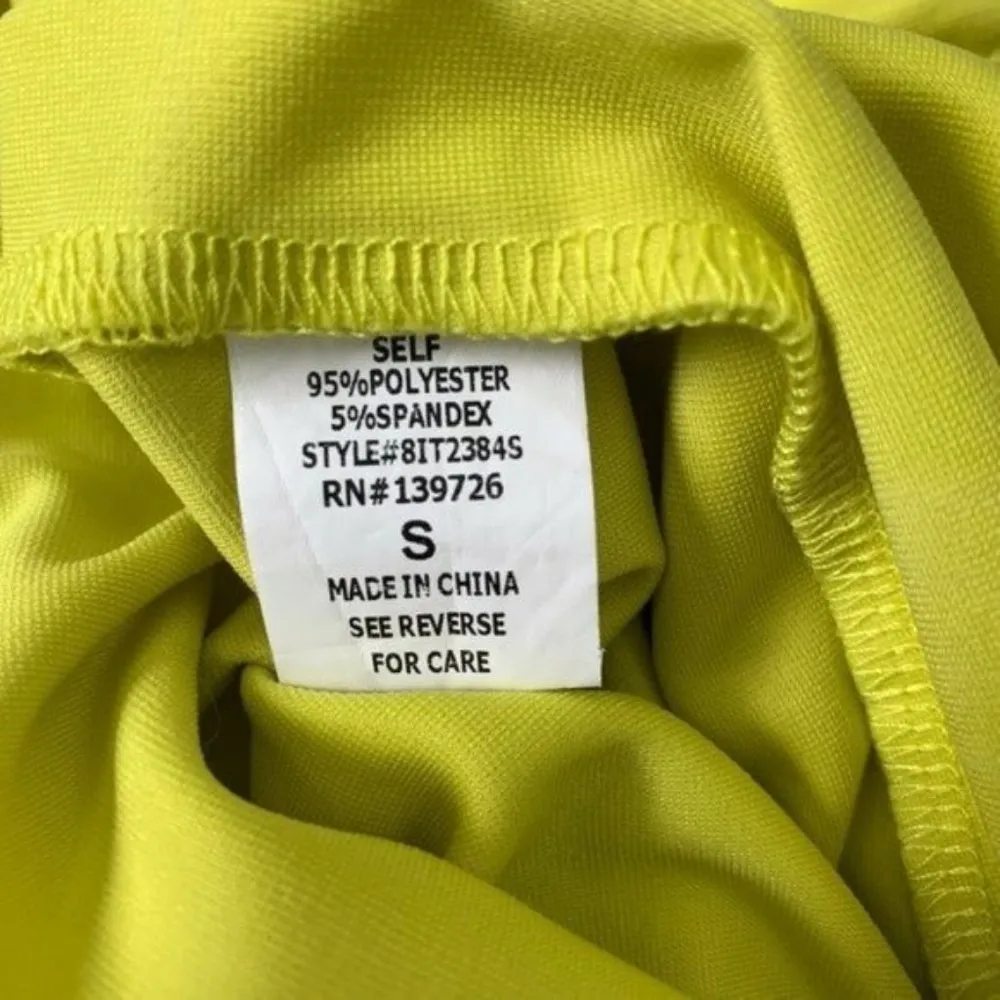 SELF
95%POLYESTER
5%SPANDEX
STYLE#8IT2384S
RN#139726
S
MADE IN CHINA
SEE REVERSE
FOR CARE